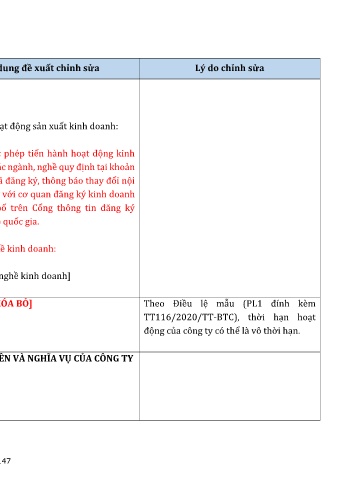 dung đề xuất chỉnh sửa
Lý do chỉnh sửa
ạt động sản xuất kinh doanh:
phép tiến hành hoạt động kinh
ngành, nghề quy định tại khoản
đăng ký, thông báo thay đổi nội
với cơ quan đăng ký kinh doanh
bố trên Cổng thông tin đăng ký
quốc gia.
kinh doanh:
nghề kinh doanh]
XÓA BỎ]
Theo Điều lệ mẫu (PL1 đính kèm
TT116/2020/TT-BTC), thời hạn hoạt
động của công ty có thể là vô thời hạn.
VÀ NGHĨA VỤ CỦA CÔNG TY
47